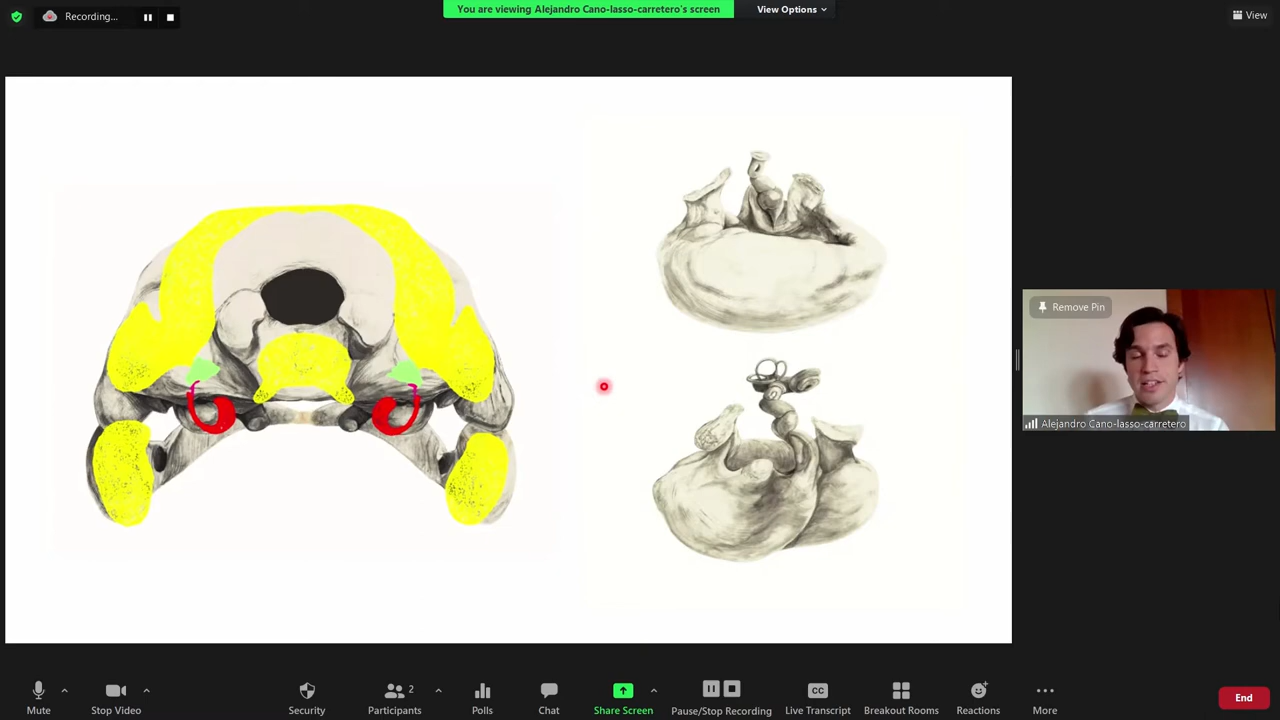 Recording...
You are viewing Alejandro Cano-lasso-carretero's screen
View Options
View
Remove Pin
Alejandro Cano-lasso-carretero
Mute
Stop Video
Security
Participants
2
Polls
Chat
Share Screen
Pause/Stop Recording
CC
Live Transcript
Breakout Rooms
Reactions
More
End